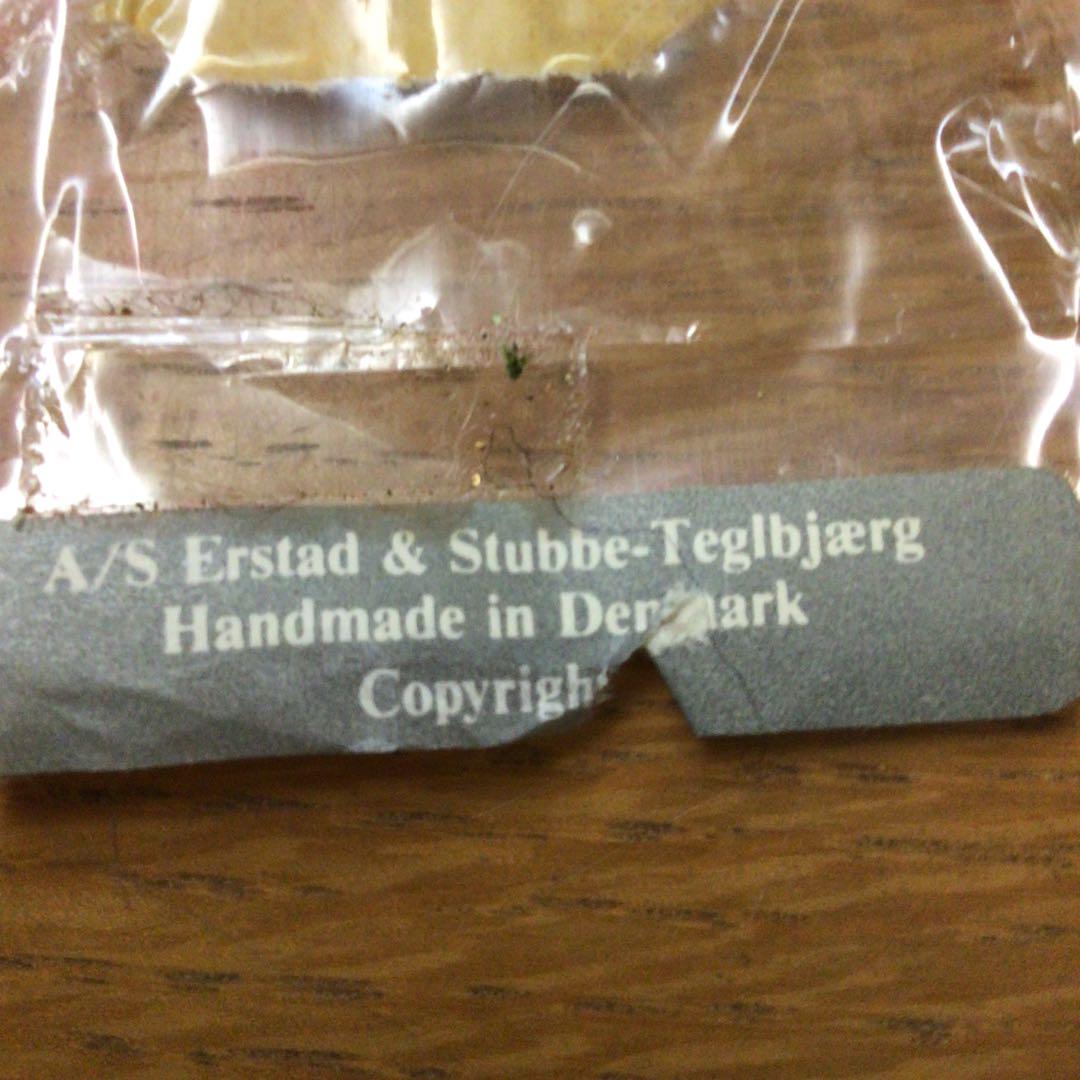 A/S Erstad & Stubbe-Teglbjærg
Handmade in Denmark
Copyright